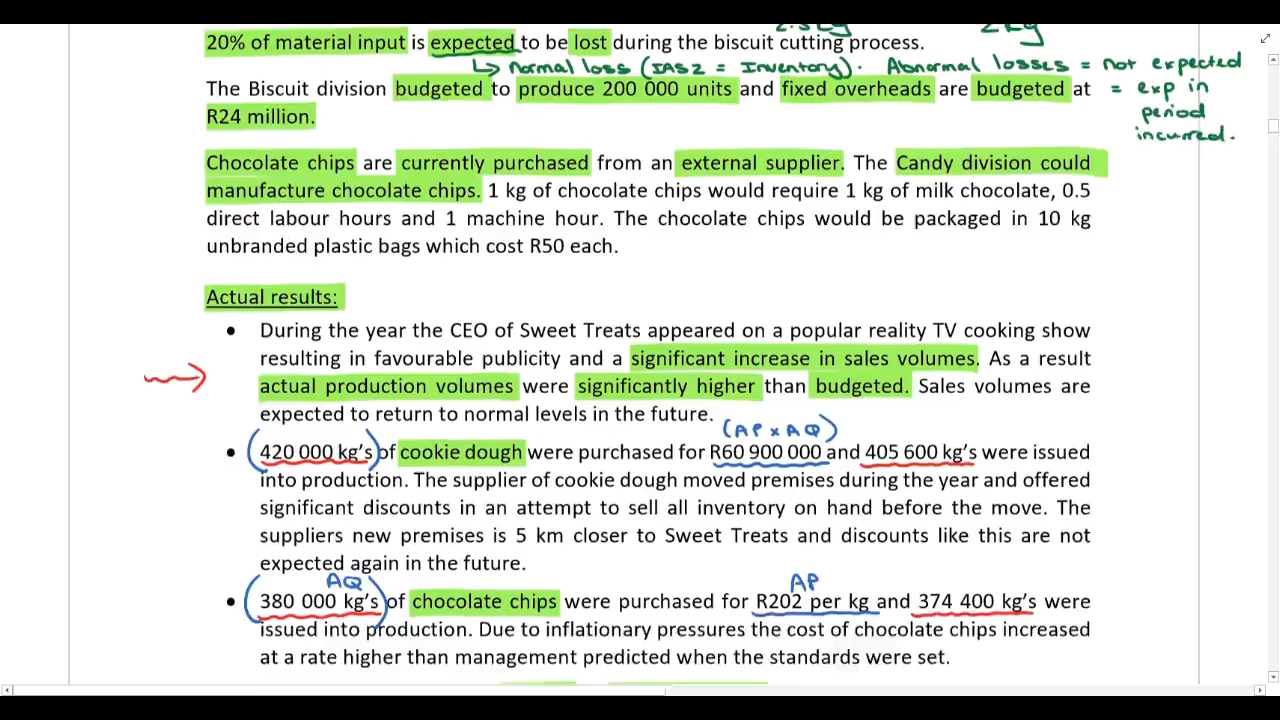 2.5kg 2kg
20% of material input is expected to be lost during the biscuit cutting process.
↳ Normal loss (IAS2 = Inventory). Abnormal losses = not expected
The Biscuit division budgeted to produce 200 000 units and fixed overheads are budgeted at
= exp in
R24 million.
period
incurred.
Chocolate chips are currently purchased from an external supplier. The Candy division could
manufacture chocolate chips. 1 kg of chocolate chips would require 1 kg of milk chocolate, 0.5
direct labour hours and 1 machine hour. The chocolate chips would be packaged in 10 kg
unbranded plastic bags which cost R50 each.
Actual results:
• During the year the CEO of Sweet Treats appeared on a popular reality TV cooking show
resulting in favourable publicity and a significant increase in sales volumes. As a result
actual production volumes were significantly higher than budgeted. Sales volumes are
expected to return to normal levels in the future.
(AP x AQ)
• 420 000 kg's of cookie dough were purchased for R60 900 000 and 405 600 kg's were issued
into production. The supplier of cookie dough moved premises during the year and offered
significant discounts in an attempt to sell all inventory on hand before the move. The
suppliers new premises is 5 km closer to Sweet Treats and discounts like this are not
expected again in the future.
AQ AP
• 380 000 kg's of chocolate chips were purchased for R202 per kg and 374 400 kg's were
issued into production. Due to inflationary pressures the cost of chocolate chips increased
at a rate higher than management predicted when the standards were set.